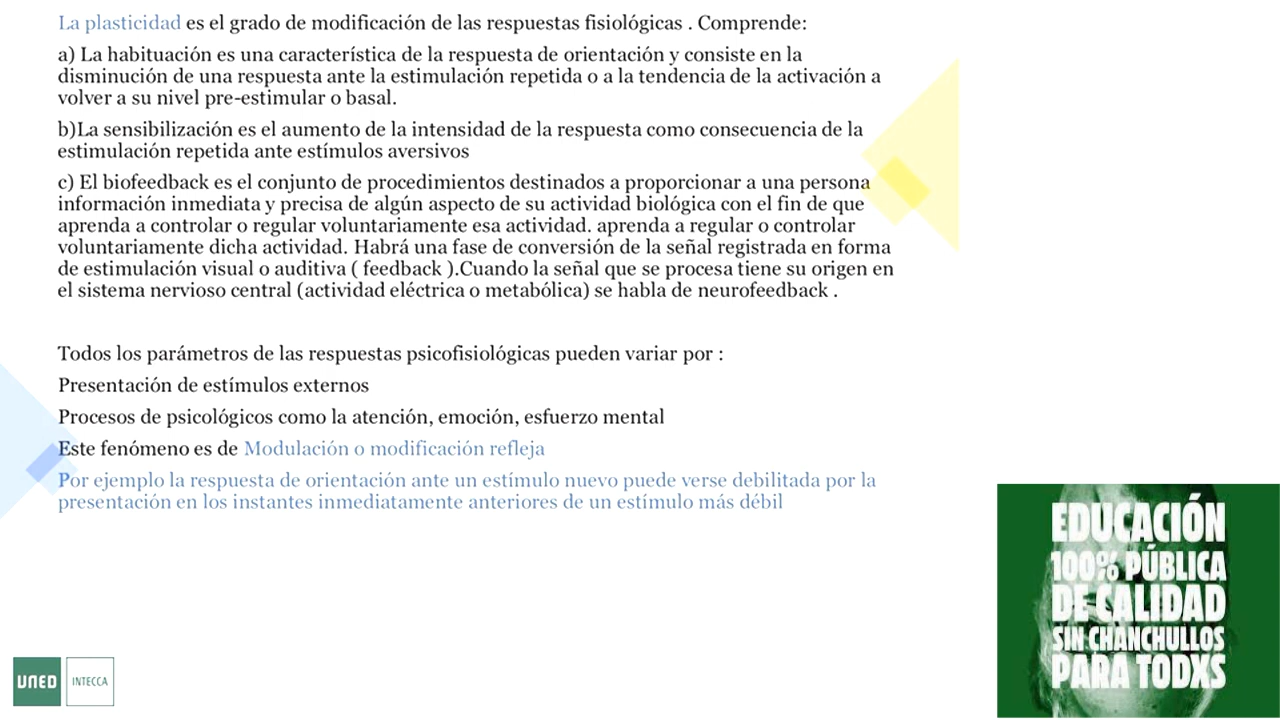 La plasticidad es el grado de modificación de las respuestas fisiológicas . Comprende:
a) La habituación es una característica de la respuesta de orientación y consiste en la
disminución de una respuesta ante la estimulación repetida o a la tendencia de la activación a
volver a su nivel pre-estimular o basal.
b)La sensibilización es el aumento de la intensidad de la respuesta como consecuencia de la
estimulación repetida ante estímulos aversivos
c) El biofeedback es el conjunto de procedimientos destinados a proporcionar a una persona
información inmediata y precisa de algún aspecto de su actividad biológica con el fin de que
aprenda a controlar o regular voluntariamente esa actividad. aprenda a regular o controlar
voluntariamente dicha actividad. Habrá una fase de conversión de la señal registrada en forma
de estimulación visual o auditiva ( feedback ).Cuando la señal que se procesa tiene su origen en
el sistema nervioso central (actividad eléctrica o metabólica) se habla de neurofeedback .
Todos los parámetros de las respuestas psicofisiológicas pueden variar por :
Presentación de estímulos externos
Procesos de psicológicos como la atención, emoción, esfuerzo mental
Este fenómeno es de Modulación o modificación refleja
Por ejemplo la respuesta de orientación ante un estímulo nuevo puede verse debilitada por la
presentación en los instantes inmediatamente anteriores de un estímulo más débil
EDUCACIÓN
100% PÚBLICA
DE CALIDAD
SIN CHANCHULLOS
PARA TODXS
UNED
INTECCA